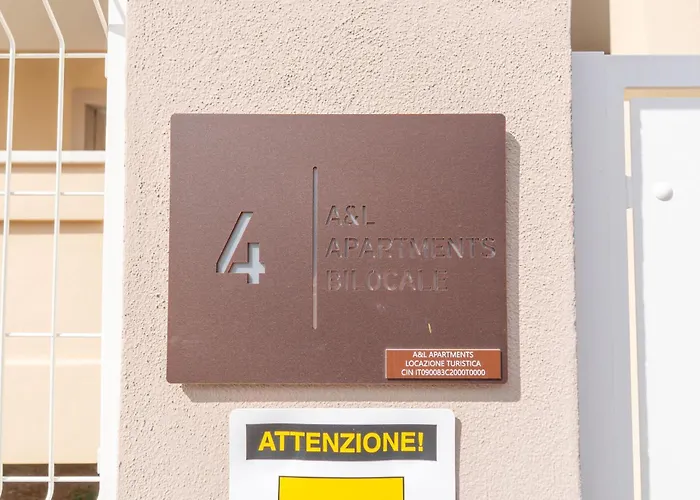 4
A&L
APARTMENTS
BILOCALE
A&L APARTMENTS
LOCAZIONE TURISTICA
CIN IT090083C2000T0000
ATTENZIONE!